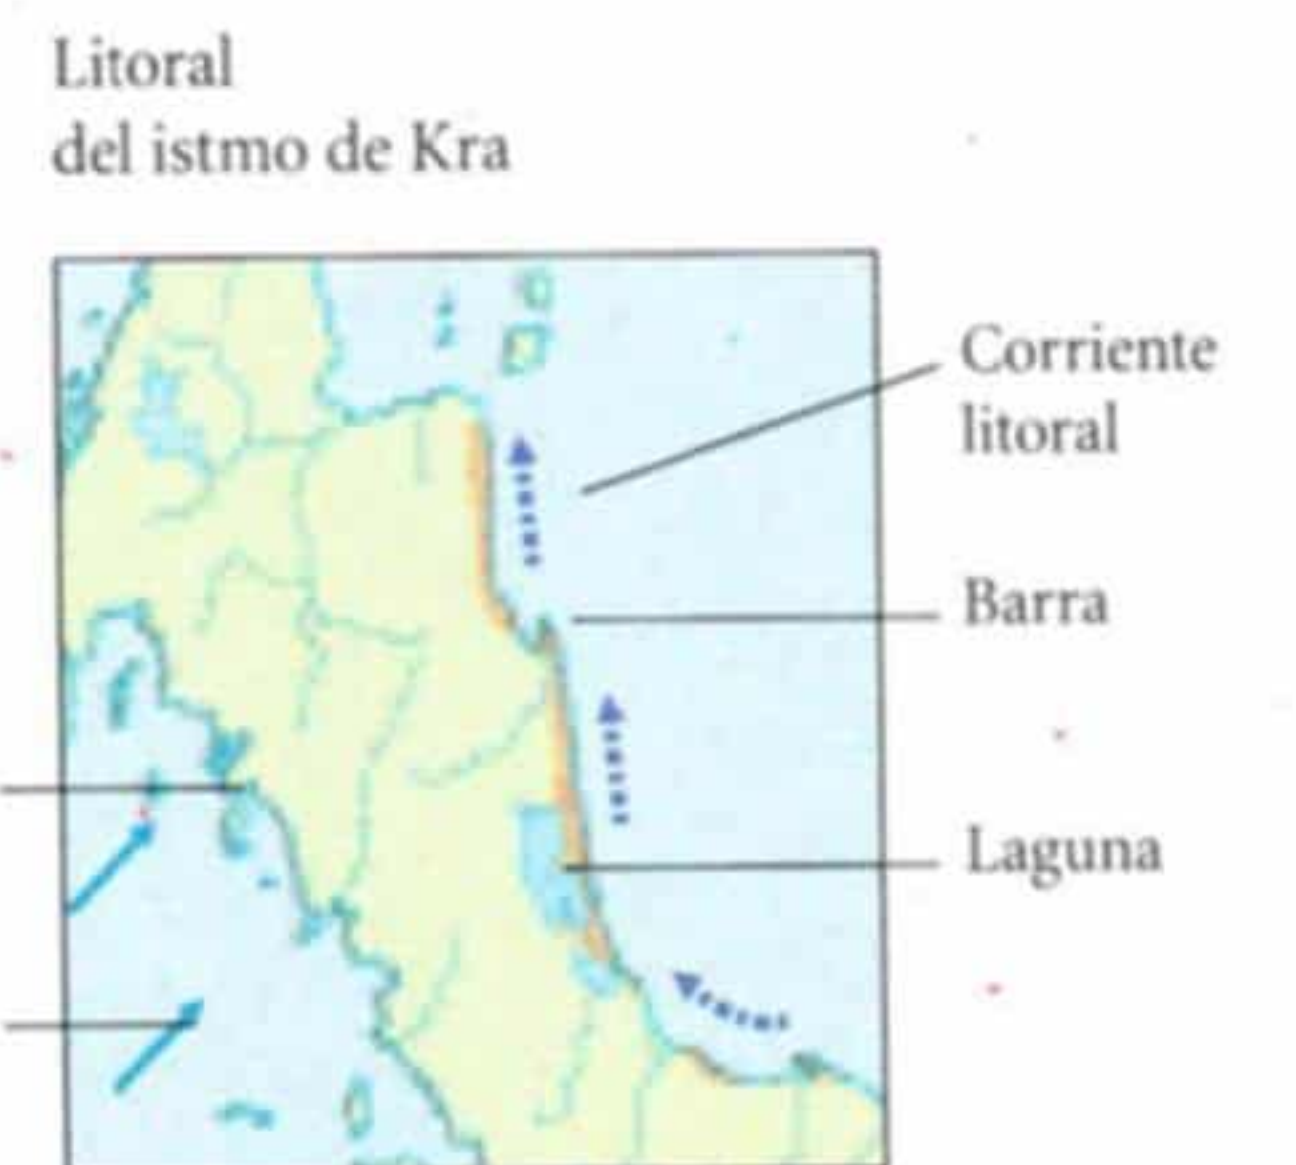 Litoral
del istmo de Kra
Corriente
litoral
Barra
Laguna